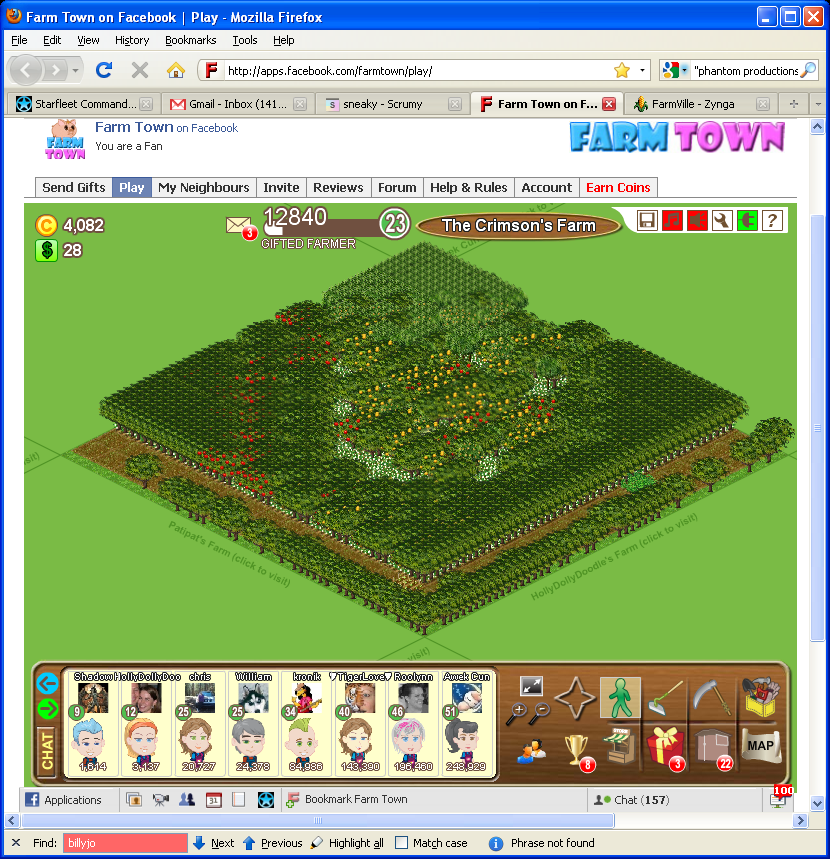 Farm Town on Facebook | Play - Mozilla Firefox
File Edit View History Bookmarks Tools Help
http://apps.facebook.com/farmtown/play/
"phantom productions
Starfleet Command...
Gmail - Inbox (141...
sneaky - Scrumy
Farm Town on F...
FarmVille - Zynga
Farm Town on Facebook
You are a Fan
FARM TOWN
FARM TOWN
Send Gifts Play My Neighbours Invite Reviews Forum Help & Rules Account Earn Coins
4,082
28
3
12840
23
GIFTED FARMER
The Crimson's Farm
Patipat's Farm (click to visit)
HollyDollyDoodle's Farm (click to visit)
CHAT
Shadow HollyDollyDoo chris William kronik TigerLove Roolynn Awek Cun
9 12 25 25 34 40 46 51
1,614 3,137 20,727 24,378 84,936 143,390 196,460 243,929
MAP
8 3 22
Applications
31
Bookmark Farm Town
Chat (157)
100
Find: billyjo Next Previous Highlight all Match case Phrase not found